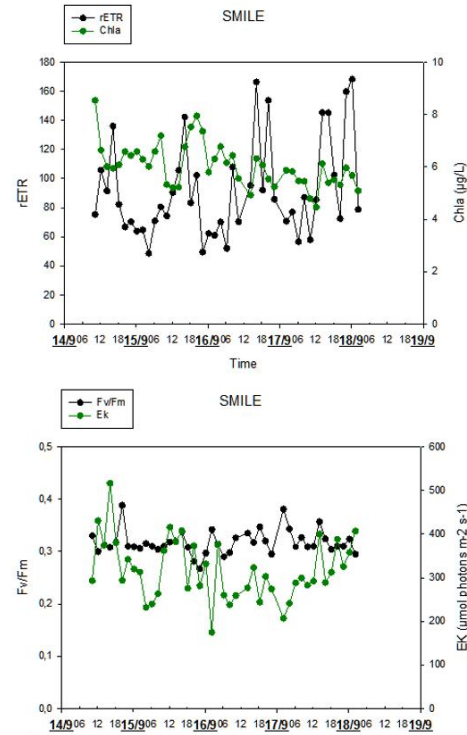 SMILE
rETR
Chla
180
160
140
120
100
80
60
40
20
0
rETR
10
8
6
4
2
0
Chla (µg/L)
14/9 06 12 18 15/9 06 12 18 16/9 06 12 18 17/9 06 12 18 18/9 06 12 18 19/9
Time
SMILE
Fv/Fm
Ek
0,5
0,4
0,3
0,2
0,1
0,0
Fv/Fm
600
500
400
300
200
100
0
EK (µmol photons m2 s-1)
14/9 06 12 18 15/9 06 12 18 16/9 06 12 18 17/9 06 12 18 18/9 06 12 18 19/9